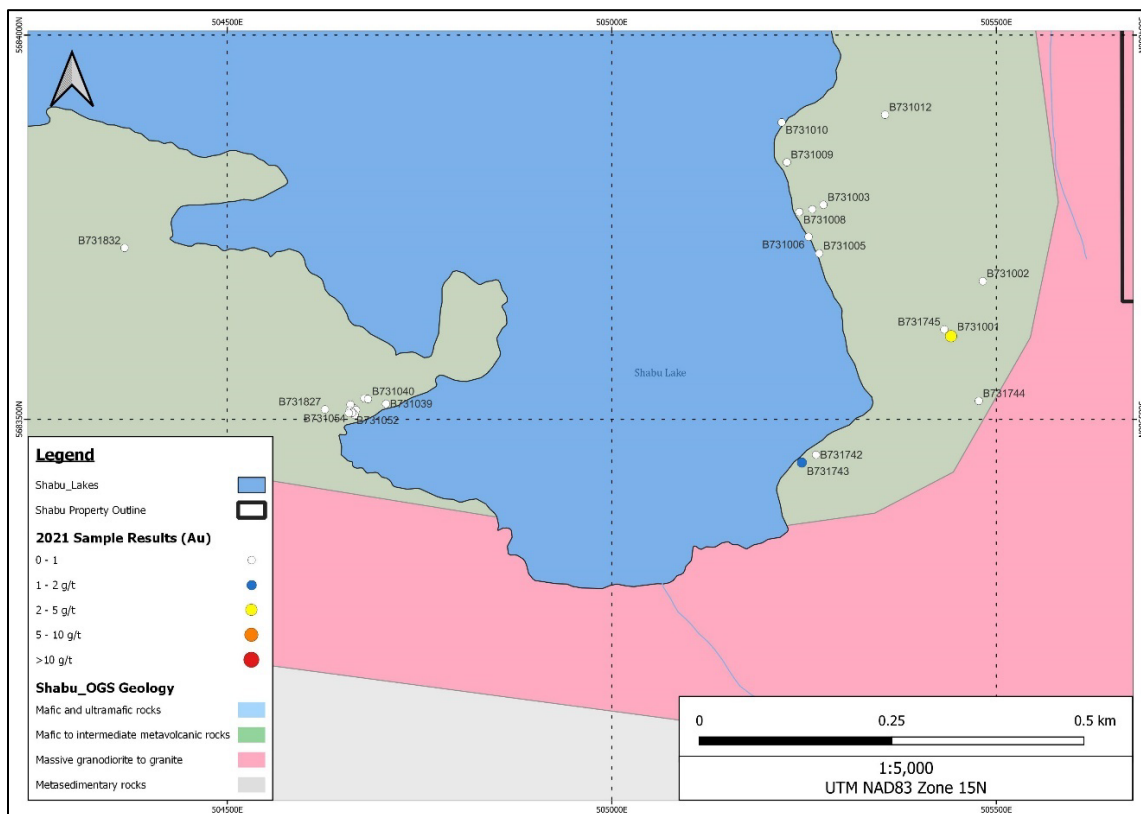 504500E
505000E
505500E
5684000N
5684000N
B731012
B731010
B731009
B731003
B731008
B731832
B731006
B731005
B731002
B731745
B731001
Shabu Lake
B731040
B731744
B731827
B731039
B731054
B731052
5683500N
5683500N
B731742
B731743
Legend
Shabu_Lakes
Shabu Property Outline
2021 Sample Results (Au)
0 - 1
1 - 2 g/t
2 - 5 g/t
5 - 10 g/t
>10 g/t
Shabu_OGS Geology
Mafic and ultramafic rocks
Mafic to intermediate metavolcanic rocks
Massive granodiorite to granite
Metasedimentary rocks
0 0.25 0.5 km
1:5,000
UTM NAD83 Zone 15N
504500E
505000E
505500E